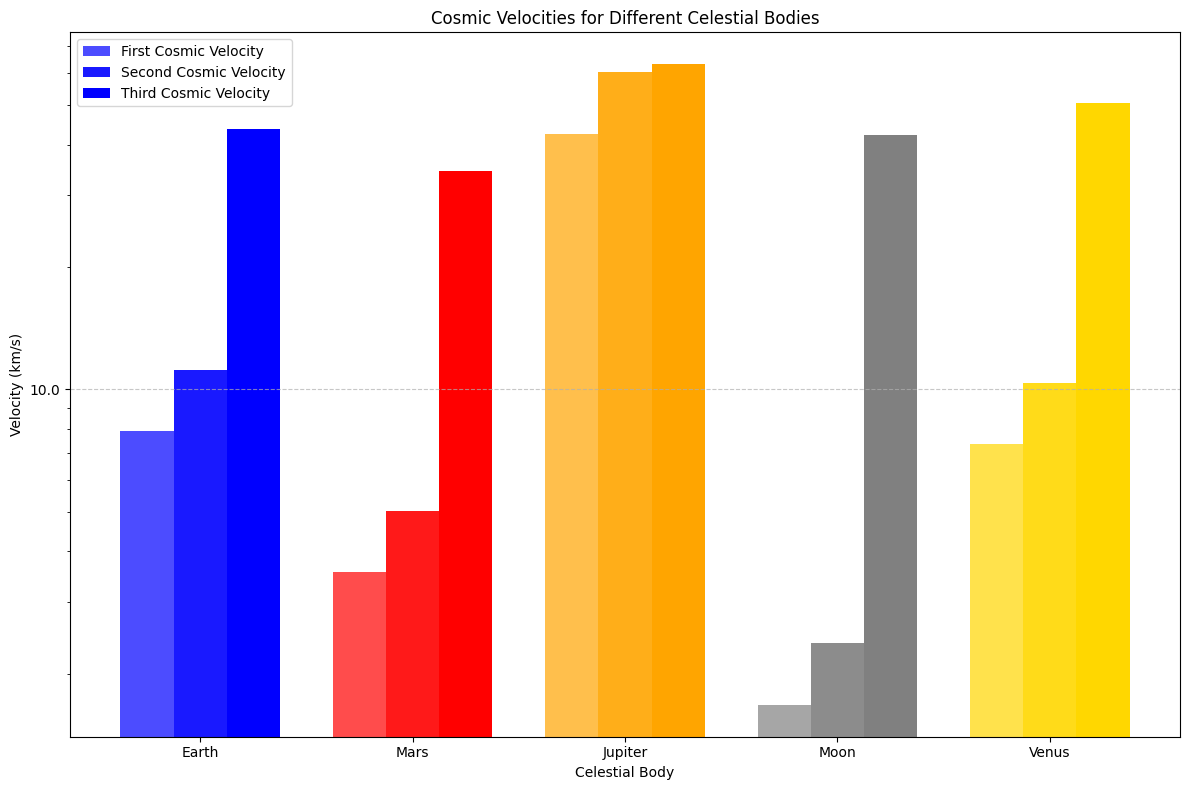 Cosmic Velocities for Different Celestial Bodies
First Cosmic Velocity
Second Cosmic Velocity
Third Cosmic Velocity
Velocity (km/s)
10.0
Earth
Mars
Jupiter
Moon
Venus
Celestial Body